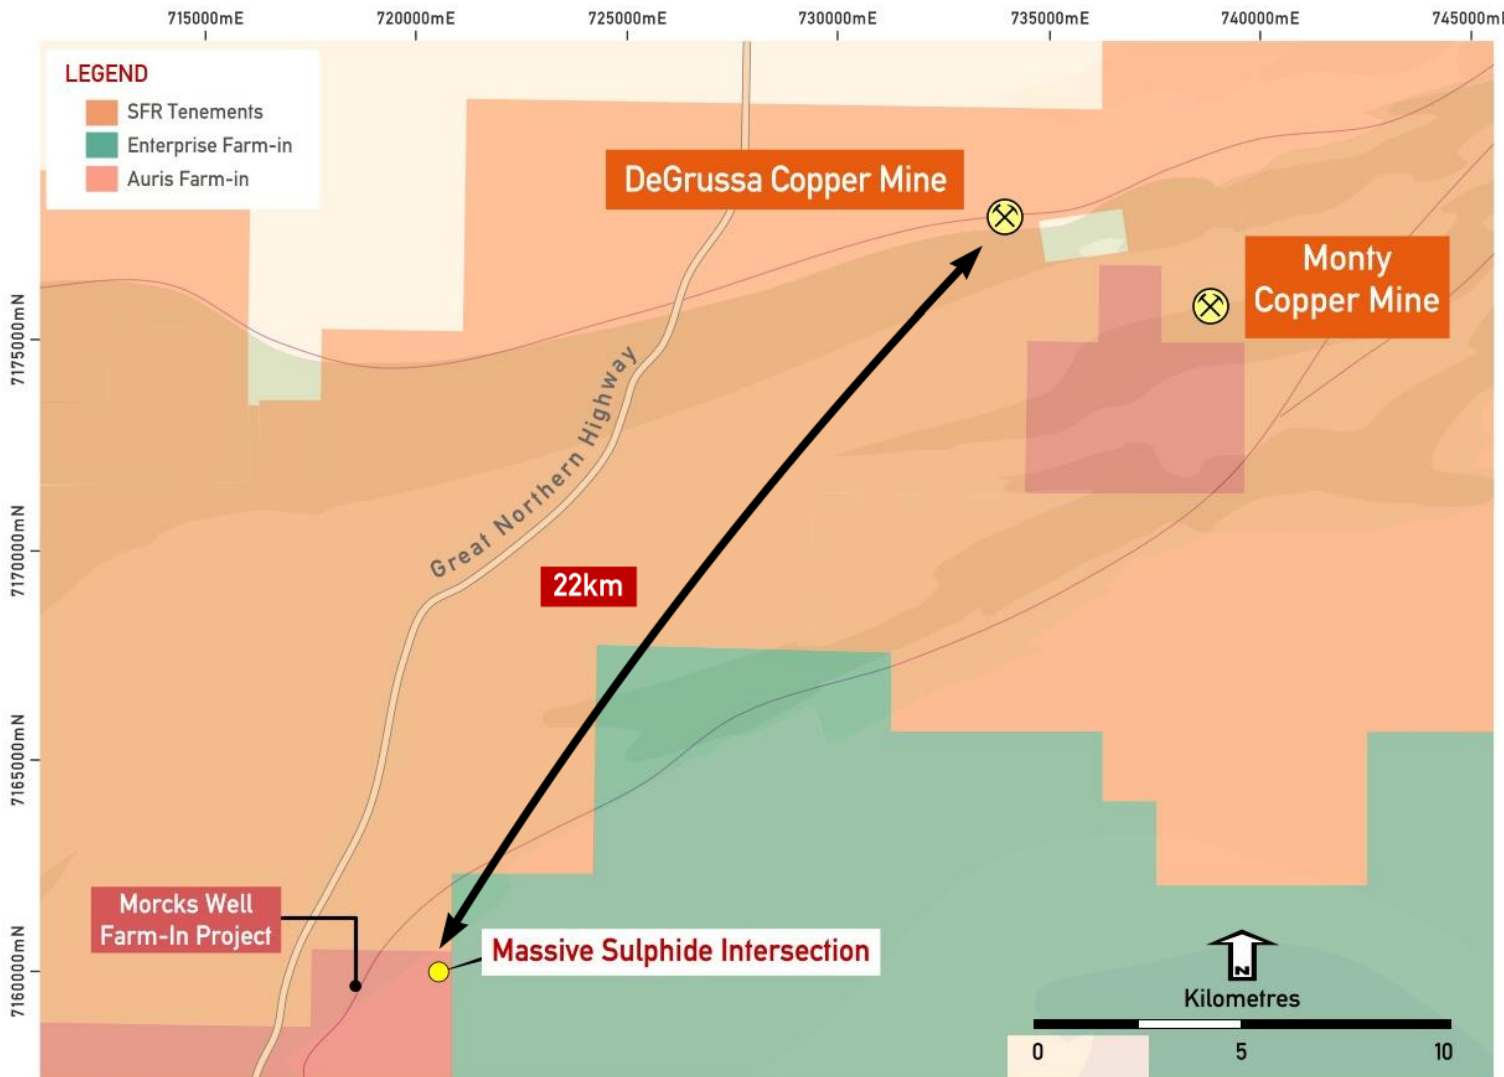 715000mE
720000mE
725000mE
730000mE
735000mE
740000mE
745000mE
LEGEND
SFR Tenements
Enterprise Farm-in
Auris Farm-in
DeGrussa Copper Mine
Monty
Copper Mine
7175000mN
Great Northern Highway
7170000mN
22km
7165000mN
Morcks Well
Farm-In Project
Massive Sulphide Intersection
7160000mN
N
Kilometres
0
5
10